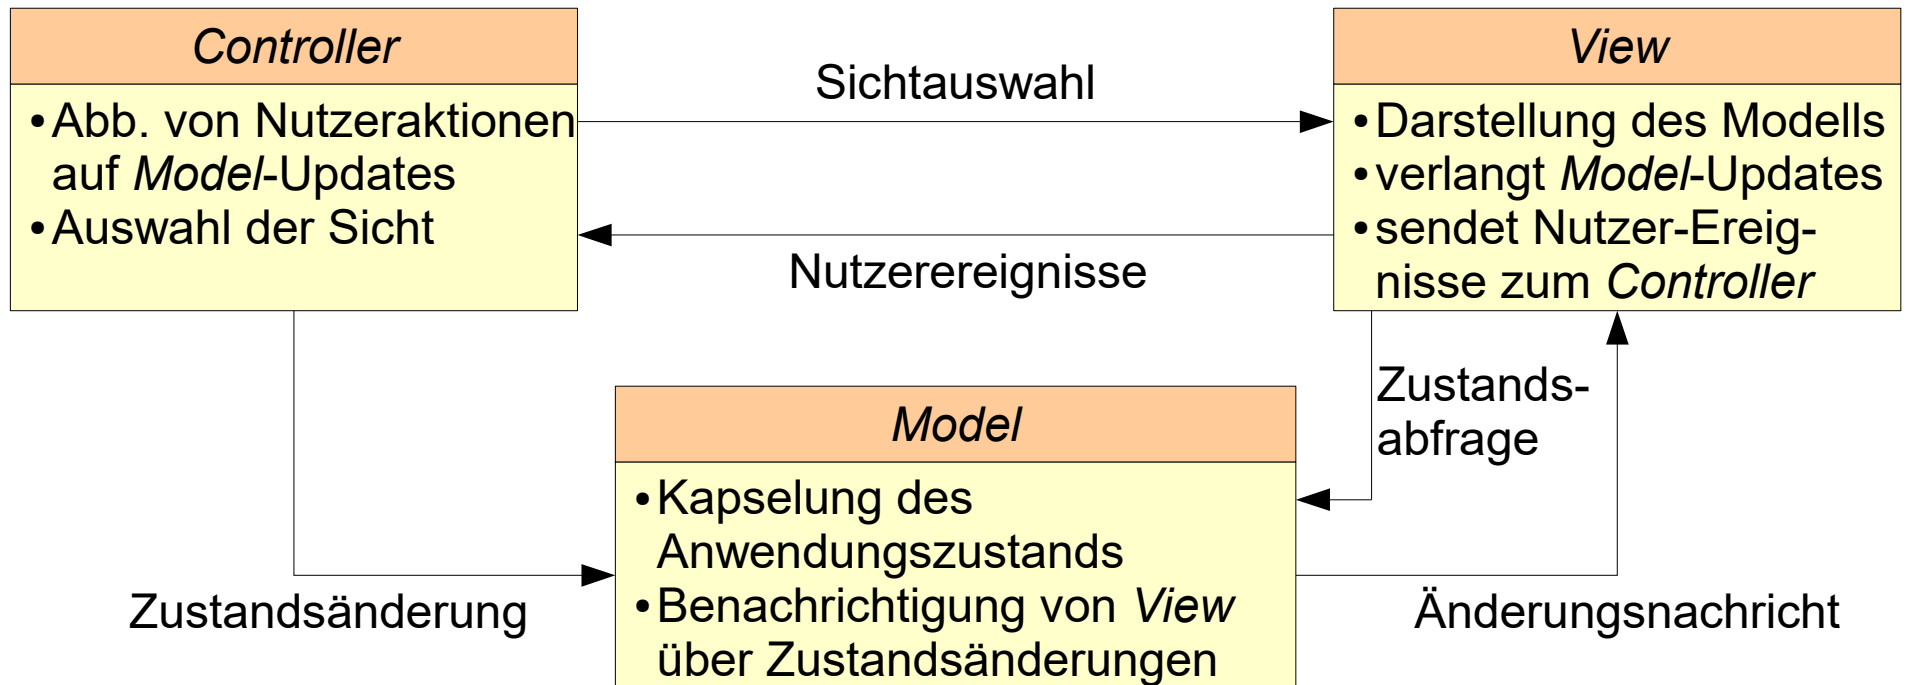 Controller
•Abb. von Nutzeraktionen
auf Model-Updates
•Auswahl der Sicht
Sichtauswahl
Nutzerereignisse
View
•Darstellung des Modells
•verlangt Model-Updates
•sendet Nutzer-Ereig-
nisse zum Controller
Zustands-
abfrage
Model
•Kapselung des
Anwendungszustands
•Benachrichtigung von View
über Zustandsänderungen
Zustandsänderung
Änderungsnachricht